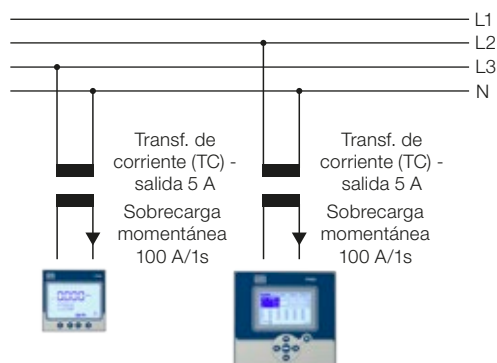 L1
L2
L3
N
Transf. de
corriente (TC) -
salida 5 A
Sobrecarga
momentánea
100 A/1s
Transf. de
corriente (TC) -
salida 5 A
Sobrecarga
momentánea
100 A/1s